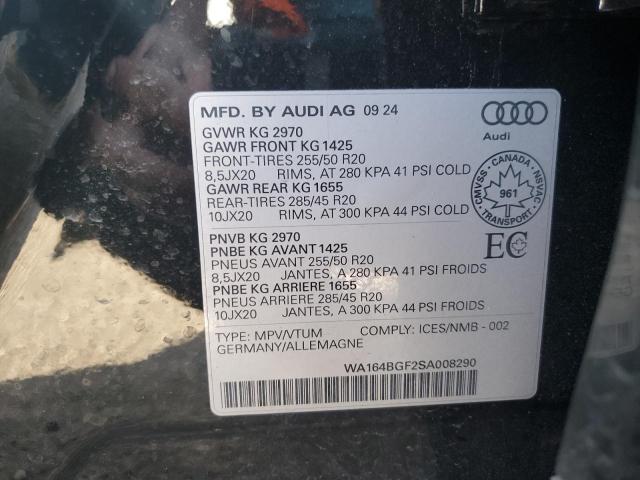 MFD. BY AUDI AG 09 24
Audi
GVWR KG 2970
GAWR FRONT KG 1425
FRONT-TIRES 255/50 R20
8,5JX20 RIMS, AT 280 KPA 41 PSI COLD
GAWR REAR KG 1655
REAR-TIRES 285/45 R20
10JX20 RIMS, AT 300 KPA 44 PSI COLD
CMVSS - CANADA - NSVAC
961
TRANSPORT
PNVB KG 2970
PNBE KG AVANT 1425
PNEUS AVANT 255/50 R20
8,5JX20 JANTES, A 280 KPA 41 PSI FROIDS
PNBE KG ARRIERE 1655
PNEUS ARRIERE 285/45 R20
10JX20 JANTES, A 300 KPA 44 PSI FROIDS
EC
TYPE: MPV/VTUM COMPLY: ICES/NMB - 002
GERMANY/ALLEMAGNE
WA164BGF2SA008290